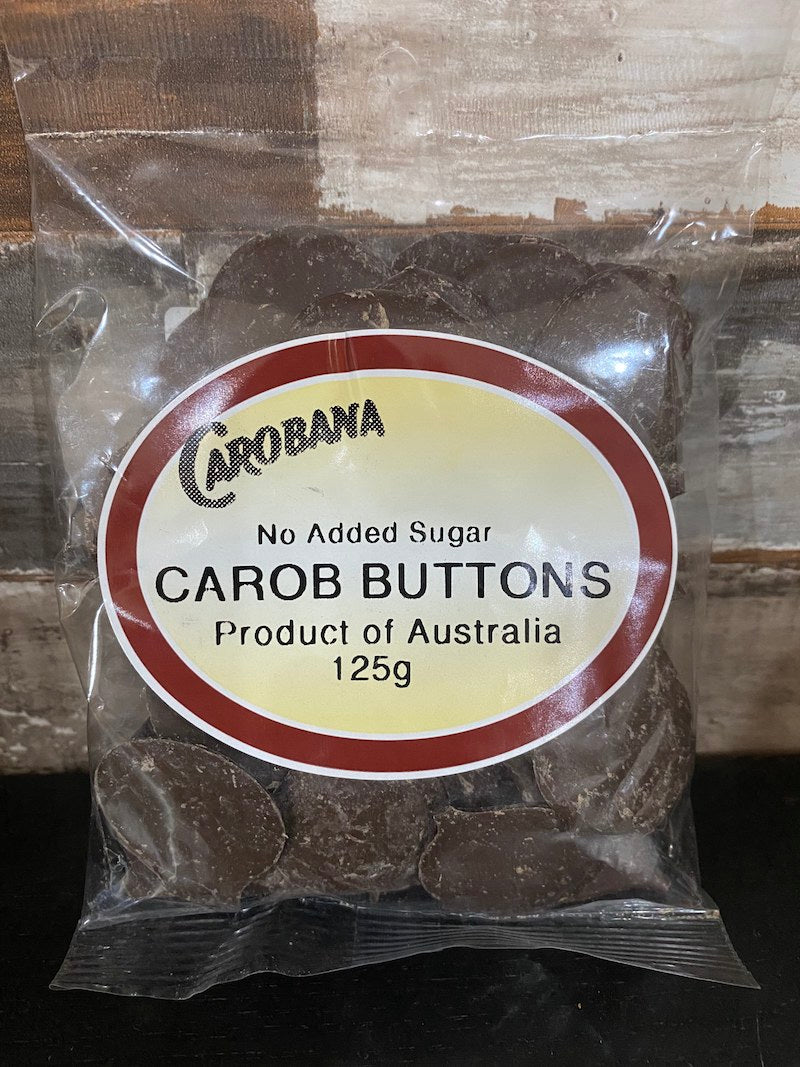 CAROBANA
No Added Sugar
CAROB BUTTONS
Product of Australia
125g